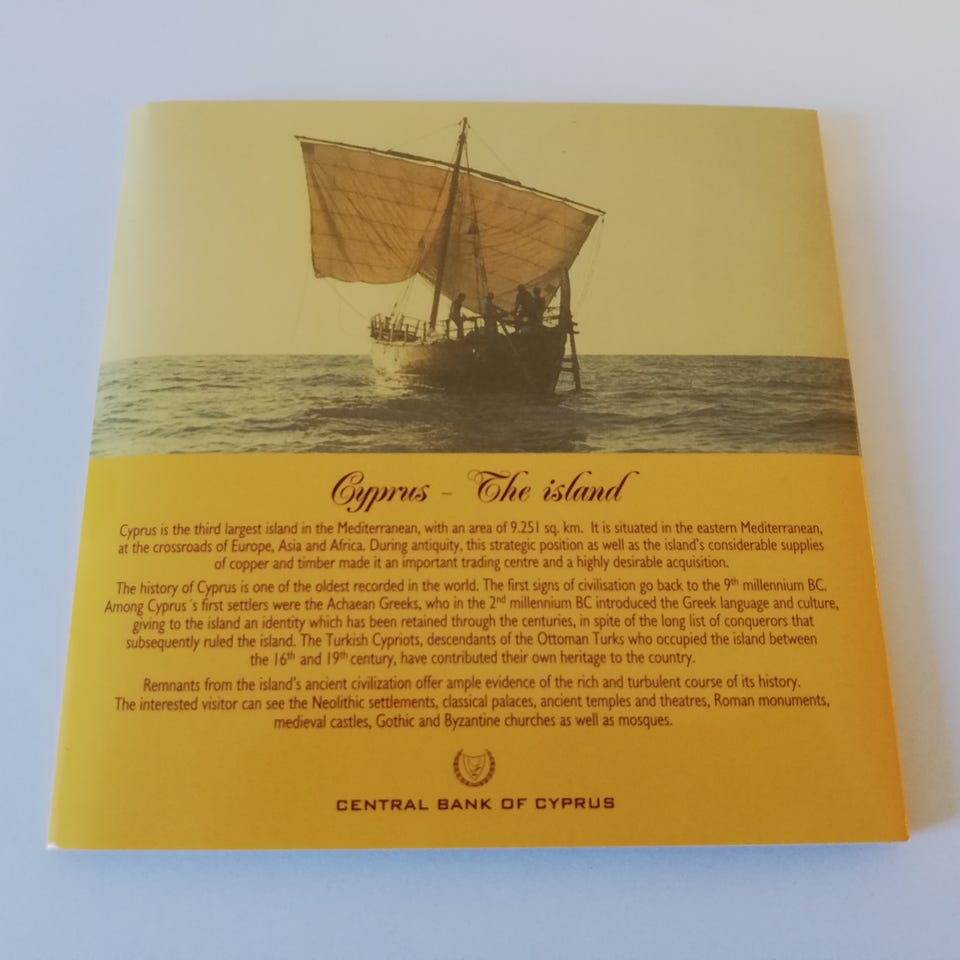 Cyprus - The island
Cyprus is the third largest island in the Mediterranean, with an area of 9.251 sq. km. It is situated in the eastern Mediterranean,
at the crossroads of Europe, Asia and Africa. During antiquity, this strategic position as well as the island's considerable supplies
of copper and timber made it an important trading centre and a highly desirable acquisition.
The history of Cyprus is one of the oldest recorded in the world. The first signs of civilisation go back to the 9th millennium BC.
Among Cyprus´s first settlers were the Achaean Greeks, who in the 2nd millennium BC introduced the Greek language and culture,
giving to the island an identity which has been retained through the centuries, in spite of the long list of conquerors that
subsequently ruled the island. The Turkish Cypriots, descendants of the Ottoman Turks who occupied the island between
the 16th and 19th century, have contributed their own heritage to the country.
Remnants from the island's ancient civilization offer ample evidence of the rich and turbulent course of its history.
The interested visitor can see the Neolithic settlements, classical palaces, ancient temples and theatres, Roman monuments,
medieval castles, Gothic and Byzantine churches as well as mosques.
CENTRAL BANK OF CYPRUS